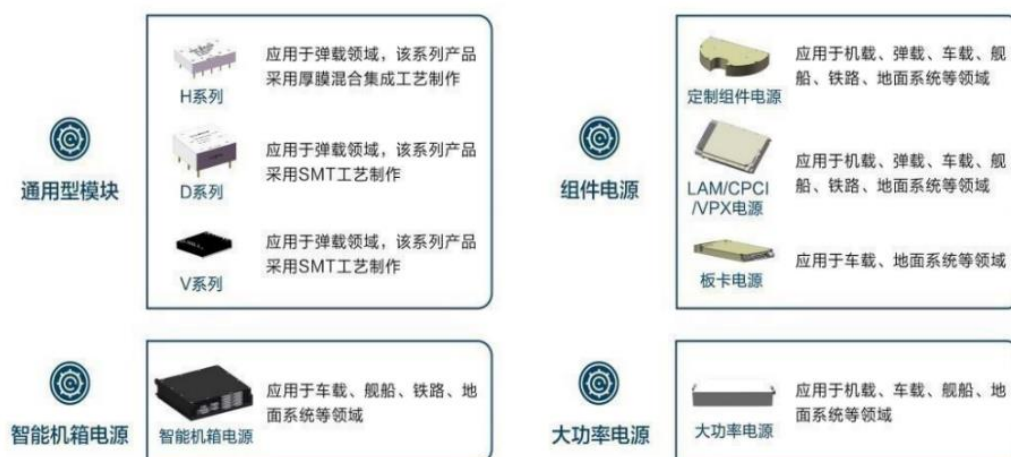 应用于弹载领域，该系列产品
采用厚膜混合集成工艺制作
H系列
应用于弹载领域，该系列产品
采用SMT工艺制作
D系列
应用于弹载领域，该系列产品
采用SMT工艺制作
V系列
通用型模块
应用于机载、弹载、车载、舰
船、铁路、地面系统等领域
定制组件电源
应用于机载、弹载、车载、舰
船、铁路、地面系统等领域
LAM/CPCI
/VPX电源
应用于车载、地面系统等领域
板卡电源
组件电源
应用于车载、舰船、铁路、地
面系统等领域
智能机箱电源
智能机箱电源
应用于机载、车载、舰船、地
面系统等领域
大功率电源
大功率电源